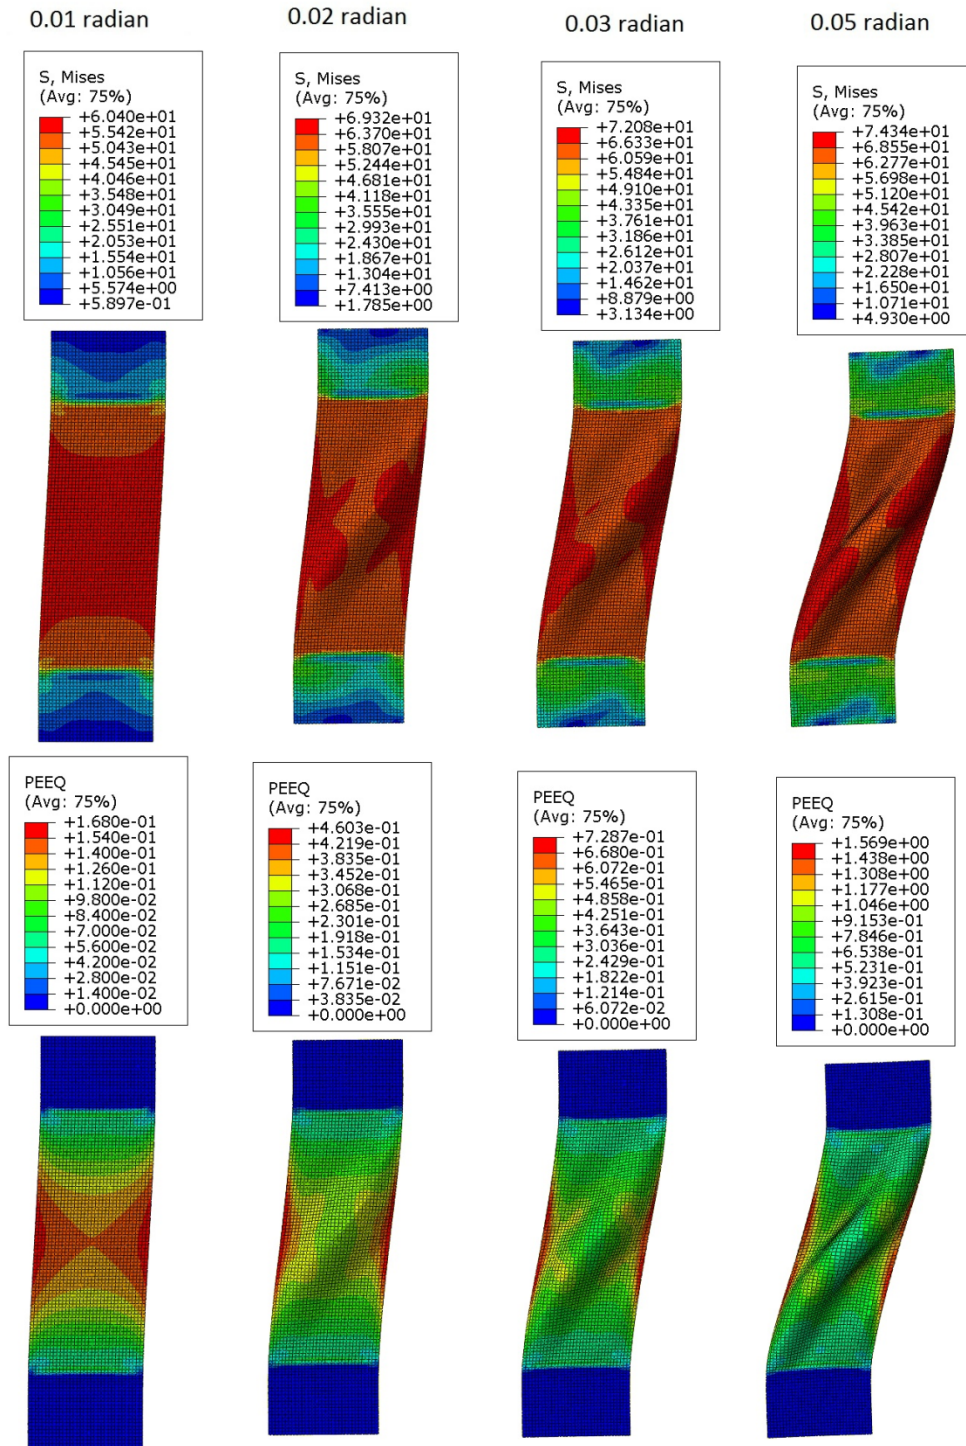 0.01 radian
0.02 radian
0.03 radian
0.05 radian
S, Mises
(Avg: 75%)
+6.040e+01
+5.542e+01
+5.043e+01
+4.545e+01
+4.046e+01
+3.548e+01
+3.049e+01
+2.551e+01
+2.053e+01
+1.554e+01
+1.056e+01
+5.574e+00
+5.897e-01
S, Mises
(Avg: 75%)
+6.932e+01
+6.370e+01
+5.807e+01
+5.244e+01
+4.681e+01
+4.118e+01
+3.555e+01
+2.993e+01
+2.430e+01
+1.867e+01
+1.304e+01
+7.413e+00
+1.785e+00
S, Mises
(Avg: 75%)
+7.208e+01
+6.633e+01
+6.059e+01
+5.484e+01
+4.910e+01
+4.335e+01
+3.761e+01
+3.186e+01
+2.612e+01
+2.037e+01
+1.462e+01
+8.879e+00
+3.134e+00
S, Mises
(Avg: 75%)
+7.434e+01
+6.855e+01
+6.277e+01
+5.698e+01
+5.120e+01
+4.542e+01
+3.963e+01
+3.385e+01
+2.807e+01
+2.228e+01
+1.650e+01
+1.071e+01
+4.930e+00
PEEQ
(Avg: 75%)
+1.680e-01
+1.540e-01
+1.400e-01
+1.260e-01
+1.120e-01
+9.800e-02
+8.400e-02
+7.000e-02
+5.600e-02
+4.200e-02
+2.800e-02
+1.400e-02
+0.000e+00
PEEQ
(Avg: 75%)
+4.603e-01
+4.219e-01
+3.835e-01
+3.452e-01
+3.068e-01
+2.685e-01
+2.301e-01
+1.918e-01
+1.534e-01
+1.151e-01
+7.671e-02
+3.835e-02
+0.000e+00
PEEQ
(Avg: 75%)
+7.287e-01
+6.680e-01
+6.072e-01
+5.465e-01
+4.858e-01
+4.251e-01
+3.643e-01
+3.036e-01
+2.429e-01
+1.822e-01
+1.214e-01
+6.072e-02
+0.000e+00
PEEQ
(Avg: 75%)
+1.569e+00
+1.438e+00
+1.308e+00
+1.177e+00
+1.046e+00
+9.153e-01
+7.846e-01
+6.538e-01
+5.231e-01
+3.923e-01
+2.615e-01
+1.308e-01
+0.000e+00